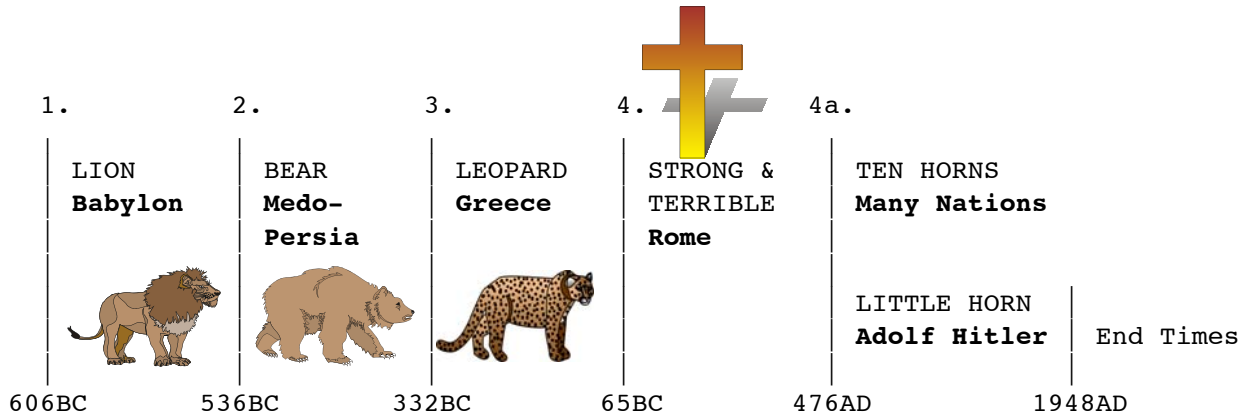 1. 2. 3. 4. 4a.
LION BEAR LEOPARD STRONG & TEN HORNS
Babylon Medo- Greece TERRIBLE Many Nations
Persia Rome
LITTLE HORN
Adolf Hitler End Times
606BC 536BC 332BC 65BC 476AD 1948AD